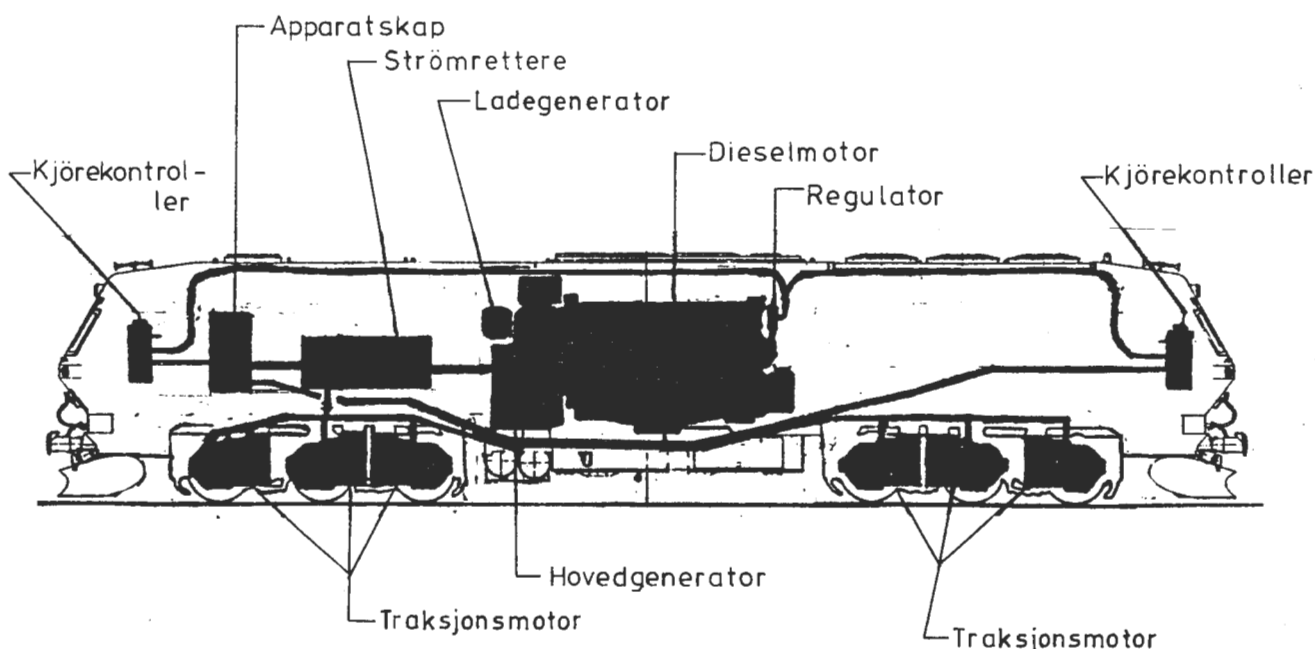 Apparatskap
Strömrettere
Ladegenerator
Dieselmotor
Kjörekontrol-
ler
Regulator
Kjörekontroller
Hovedgenerator
Traksjonsmotor
Traksjonsmotor